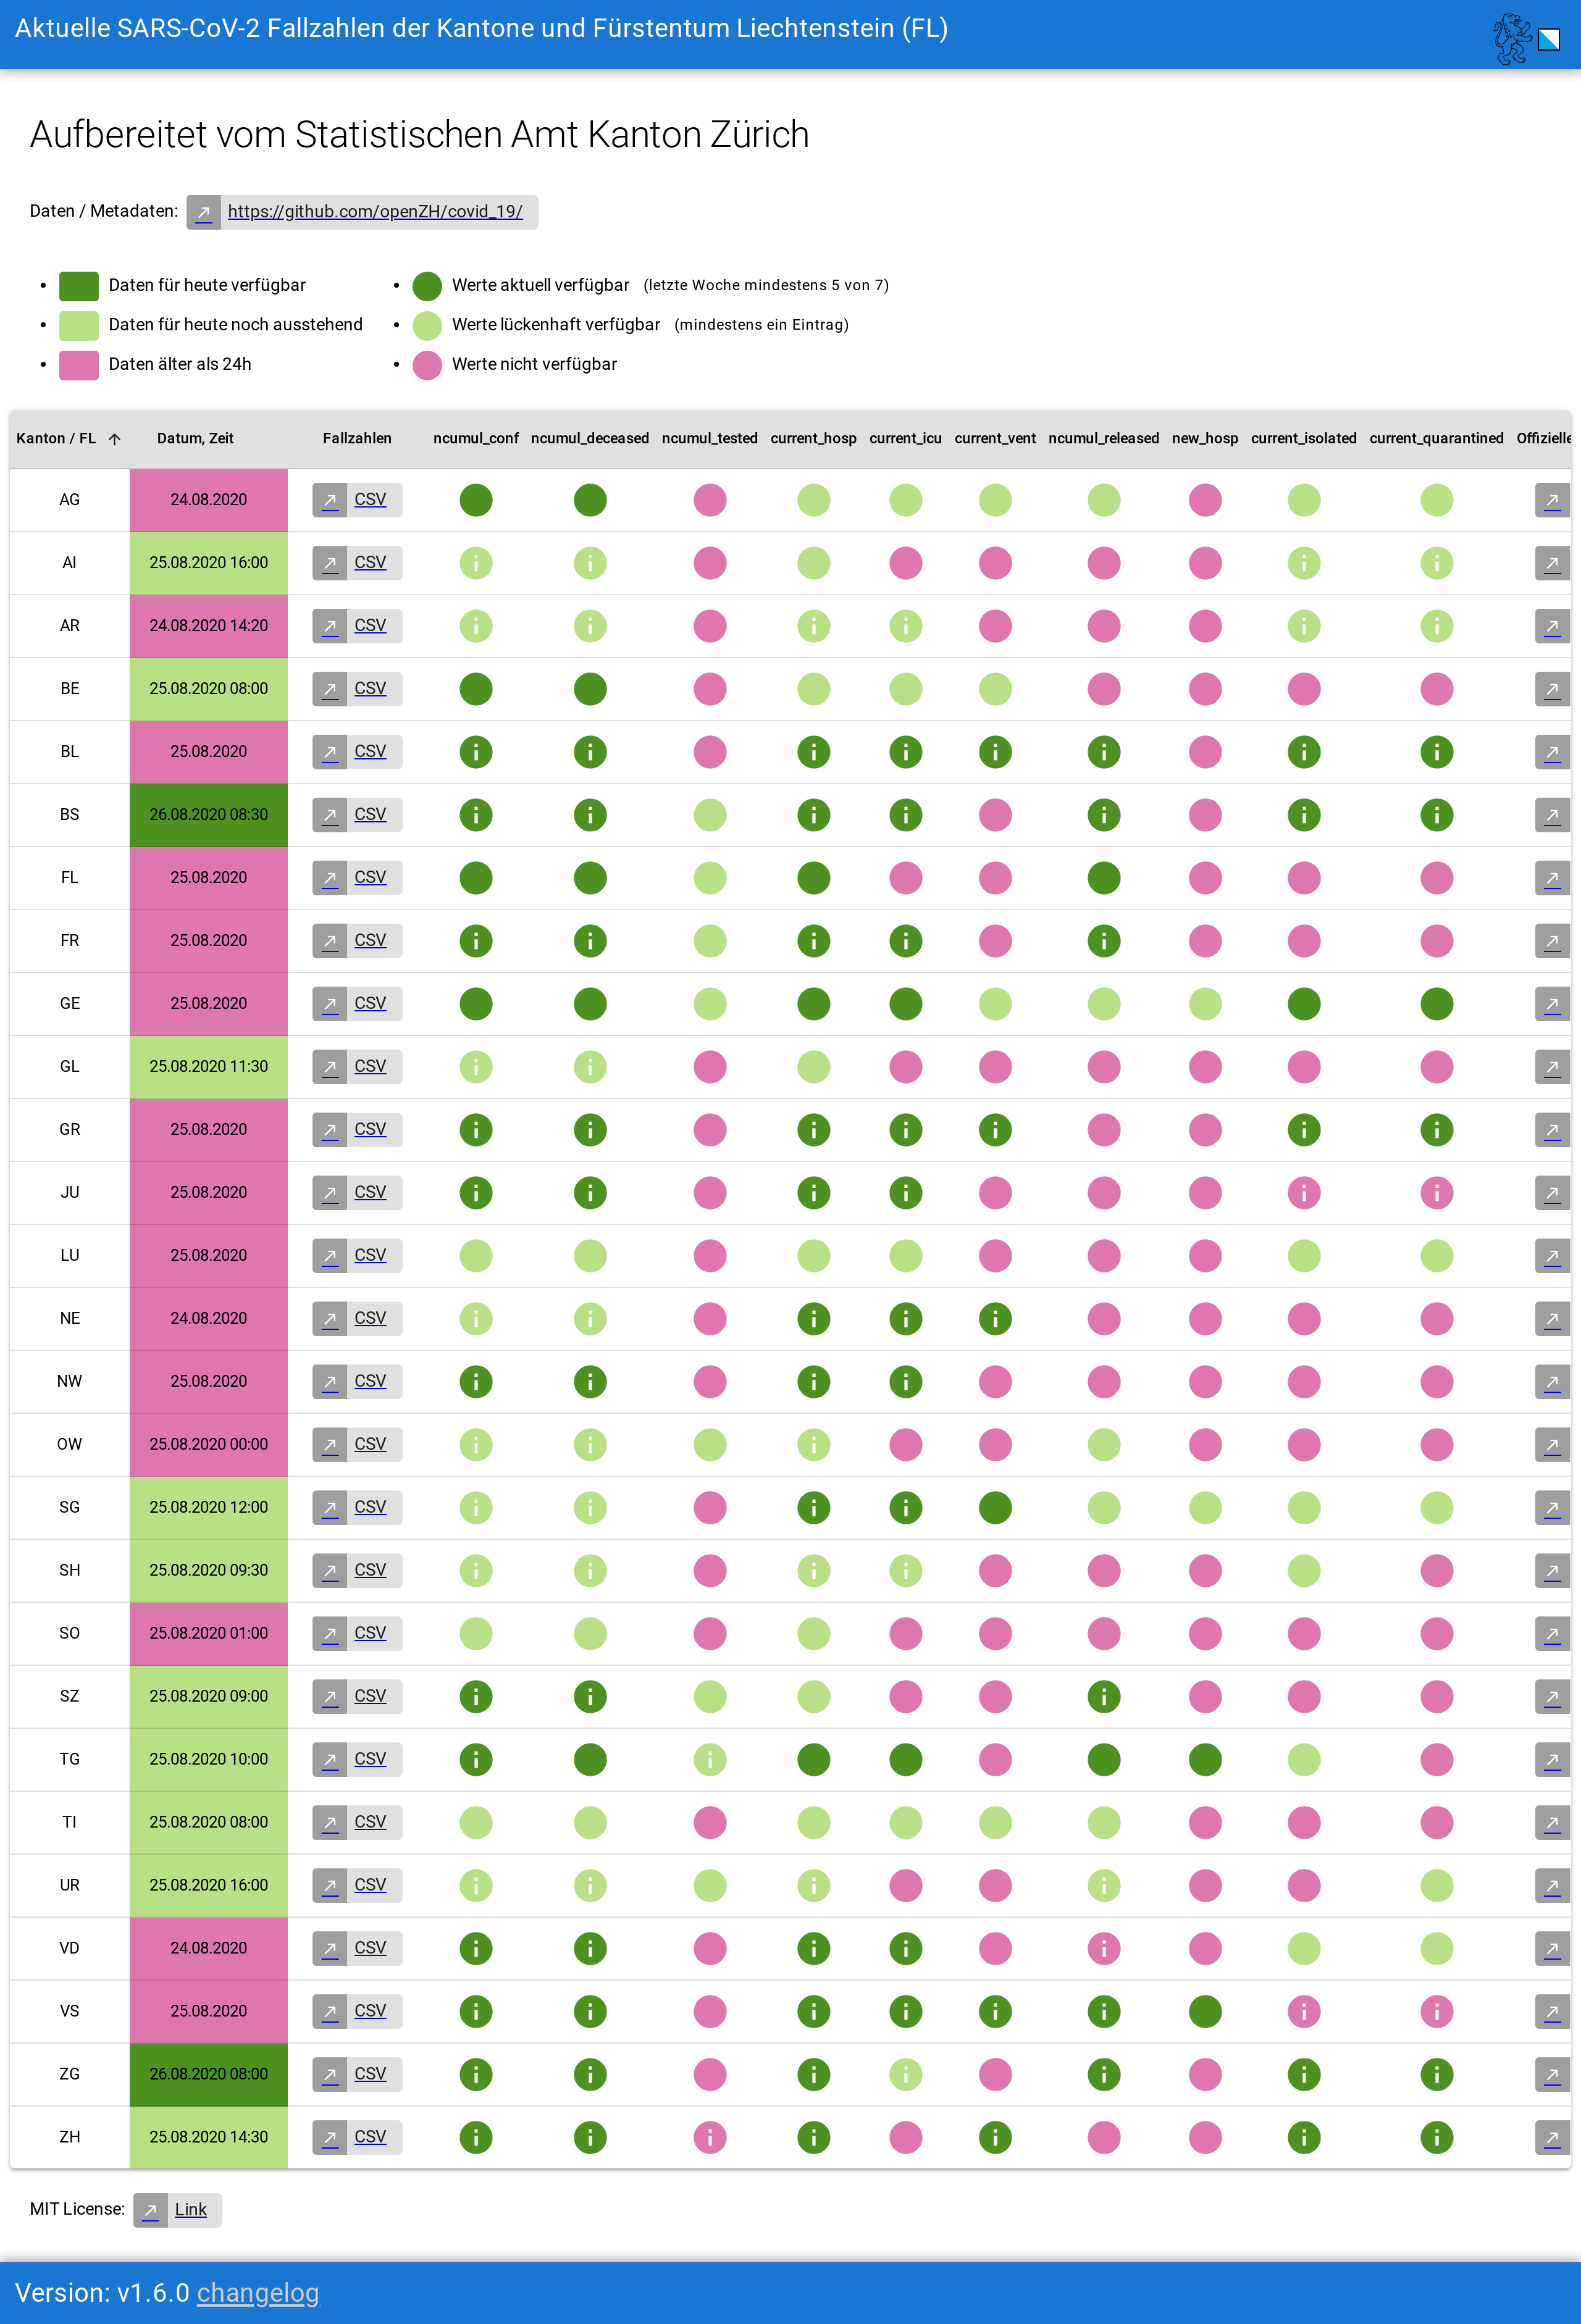 Aktuelle SARS-CoV-2 Fallzahlen der Kantone und Fürstentum Liechtenstein (FL)
Aufbereitet vom Statistischen Amt Kanton Zürich
Daten / Metadaten: https://github.com/openZH/covid_19/
Daten für heute verfügbar
Daten für heute noch ausstehend
Daten älter als 24h
Werte aktuell verfügbar (letzte Woche mindestens 5 von 7)
Werte lückenhaft verfügbar (mindestens ein Eintrag)
Werte nicht verfügbar
Kanton / FL Datum, Zeit Fallzahlen ncumul_conf ncumul_deceased ncumul_tested current_hosp current_icu current_vent ncumul_released new_hosp current_isolated current_quarantined Offizielle
AG 24.08.2020 CSV
AI 25.08.2020 16:00 CSV
AR 24.08.2020 14:20 CSV
BE 25.08.2020 08:00 CSV
BL 25.08.2020 CSV
BS 26.08.2020 08:30 CSV
FL 25.08.2020 CSV
FR 25.08.2020 CSV
GE 25.08.2020 CSV
GL 25.08.2020 11:30 CSV
GR 25.08.2020 CSV
JU 25.08.2020 CSV
LU 25.08.2020 CSV
NE 24.08.2020 CSV
NW 25.08.2020 CSV
OW 25.08.2020 00:00 CSV
SG 25.08.2020 12:00 CSV
SH 25.08.2020 09:30 CSV
SO 25.08.2020 01:00 CSV
SZ 25.08.2020 09:00 CSV
TG 25.08.2020 10:00 CSV
TI 25.08.2020 08:00 CSV
UR 25.08.2020 16:00 CSV
VD 24.08.2020 CSV
VS 25.08.2020 CSV
ZG 26.08.2020 08:00 CSV
ZH 25.08.2020 14:30 CSV
MIT License: Link
Version: v1.6.0 changelog